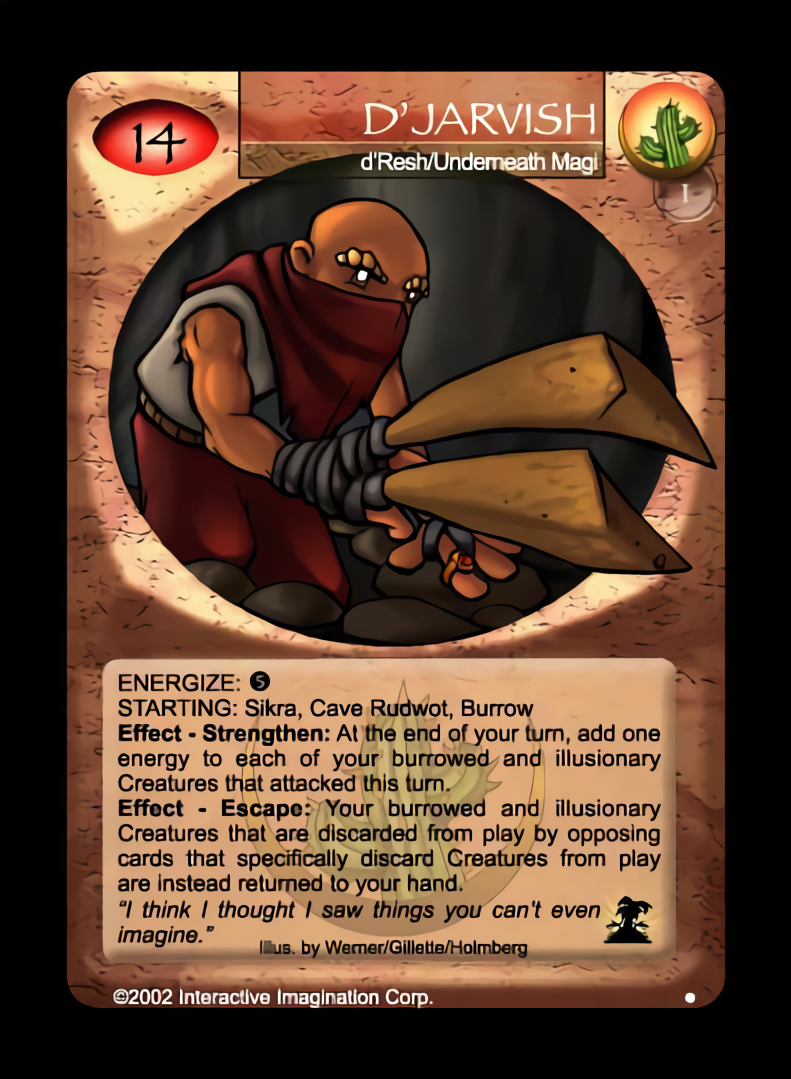 14
D'JARVISH
d'Resh/Underneath Magi
1
ENERGIZE: 5
STARTING: Sikra, Cave Rudwot, Burrow
Effect - Strengthen: At the end of your turn, add one
energy to each of your burrowed and illusionary
Creatures that attacked this turn.
Effect - Escape: Your burrowed and illusionary
Creatures that are discarded from play by opposing
cards that specifically discard Creatures from play
are instead returned to your hand.
"I think I thought I saw things you can't even
imagine."
Illus. by Werner/Gillette/Holmberg
©2002 Interactive Imagination Corp.